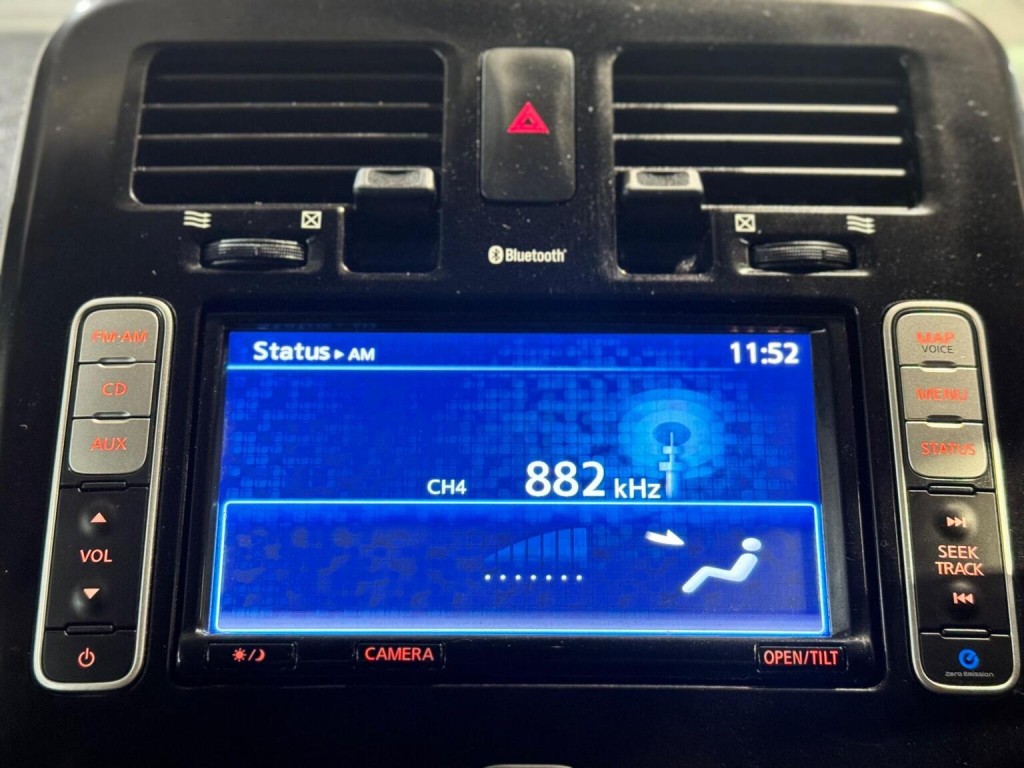 Bluetooth
FM·AM
CD
AUX
VOL
Status ▸ AM
11:52
CH4
882 kHz
CAMERA
OPEN/TILT
MAP
VOICE
MENU
STATUS
SEEK
TRACK
Zero Emission